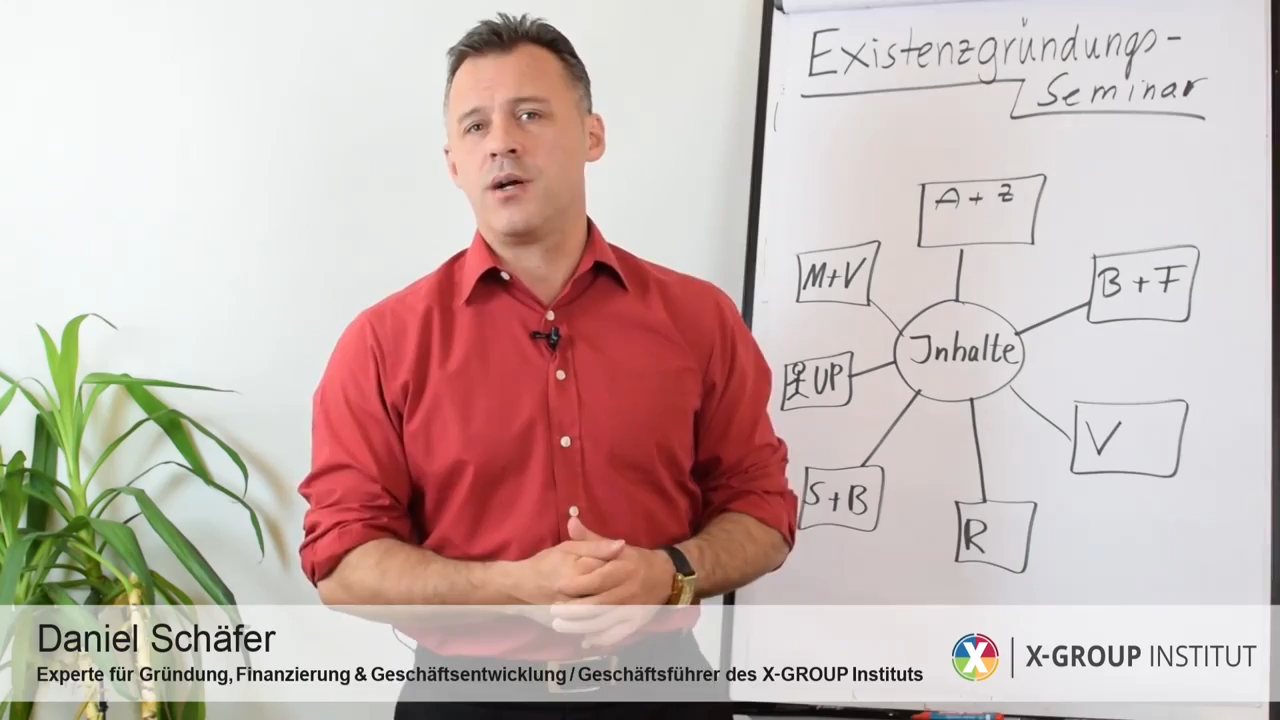 Existenzgründungs-
Seminar
A + Z
M+V
B + F
Inhalte
UP
V
S+B
R
Daniel Schäfer
Experte für Gründung, Finanzierung & Geschäftsentwicklung / Geschäftsführer des X-GROUP Instituts
X
X-GROUP INSTITUT